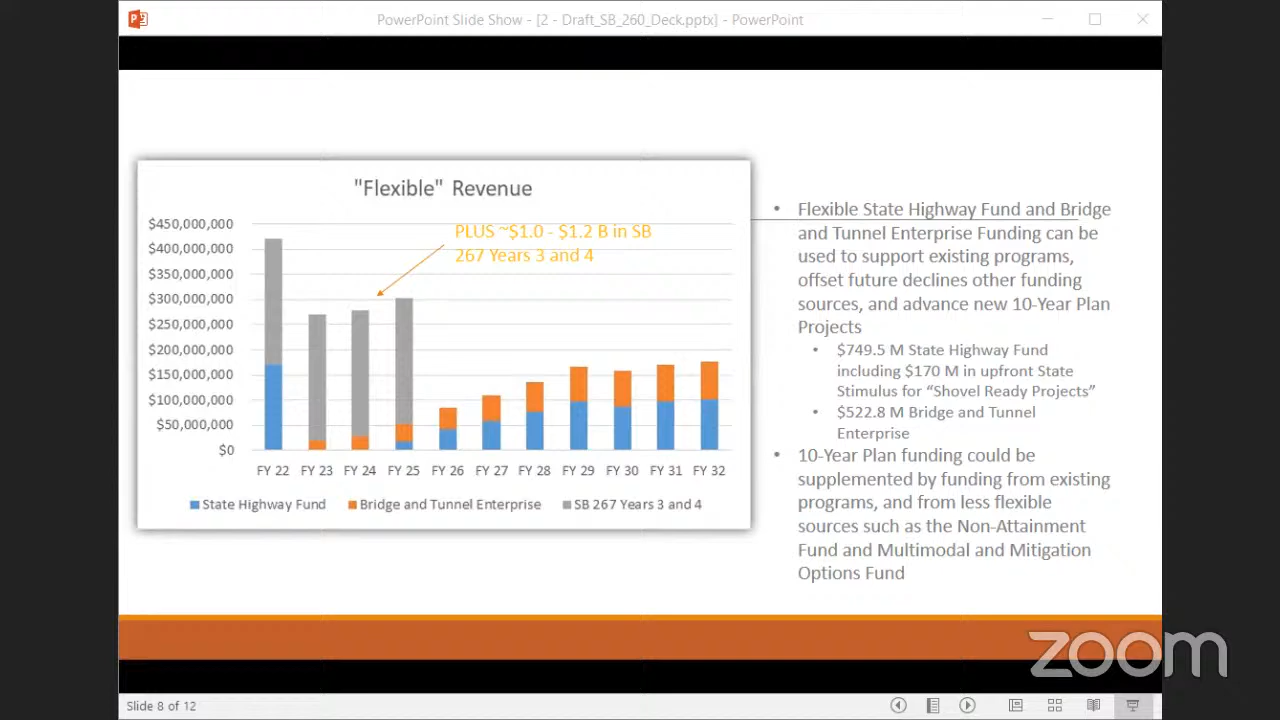 PowerPoint Slide Show - [2 - Draft_SB_260_Deck.pptx] - PowerPoint
"Flexible" Revenue
$450,000,000
$400,000,000
$350,000,000
$300,000,000
$250,000,000
$200,000,000
$150,000,000
$100,000,000
$50,000,000
$0
PLUS ~$1.0 - $1.2 B in SB
267 Years 3 and 4
FY 22 FY 23 FY 24 FY 25 FY 26 FY 27 FY 28 FY 29 FY 30 FY 31 FY 32
State Highway Fund Bridge and Tunnel Enterprise SB 267 Years 3 and 4
• Flexible State Highway Fund and Bridge
and Tunnel Enterprise Funding can be
used to support existing programs,
offset future declines other funding
sources, and advance new 10-Year Plan
Projects
• $749.5 M State Highway Fund
including $170 M in upfront State
Stimulus for “Shovel Ready Projects”
• $522.8 M Bridge and Tunnel
Enterprise
• 10-Year Plan funding could be
supplemented by funding from existing
programs, and from less flexible
sources such as the Non-Attainment
Fund and Multimodal and Mitigation
Options Fund
zoom
Slide 8 of 12